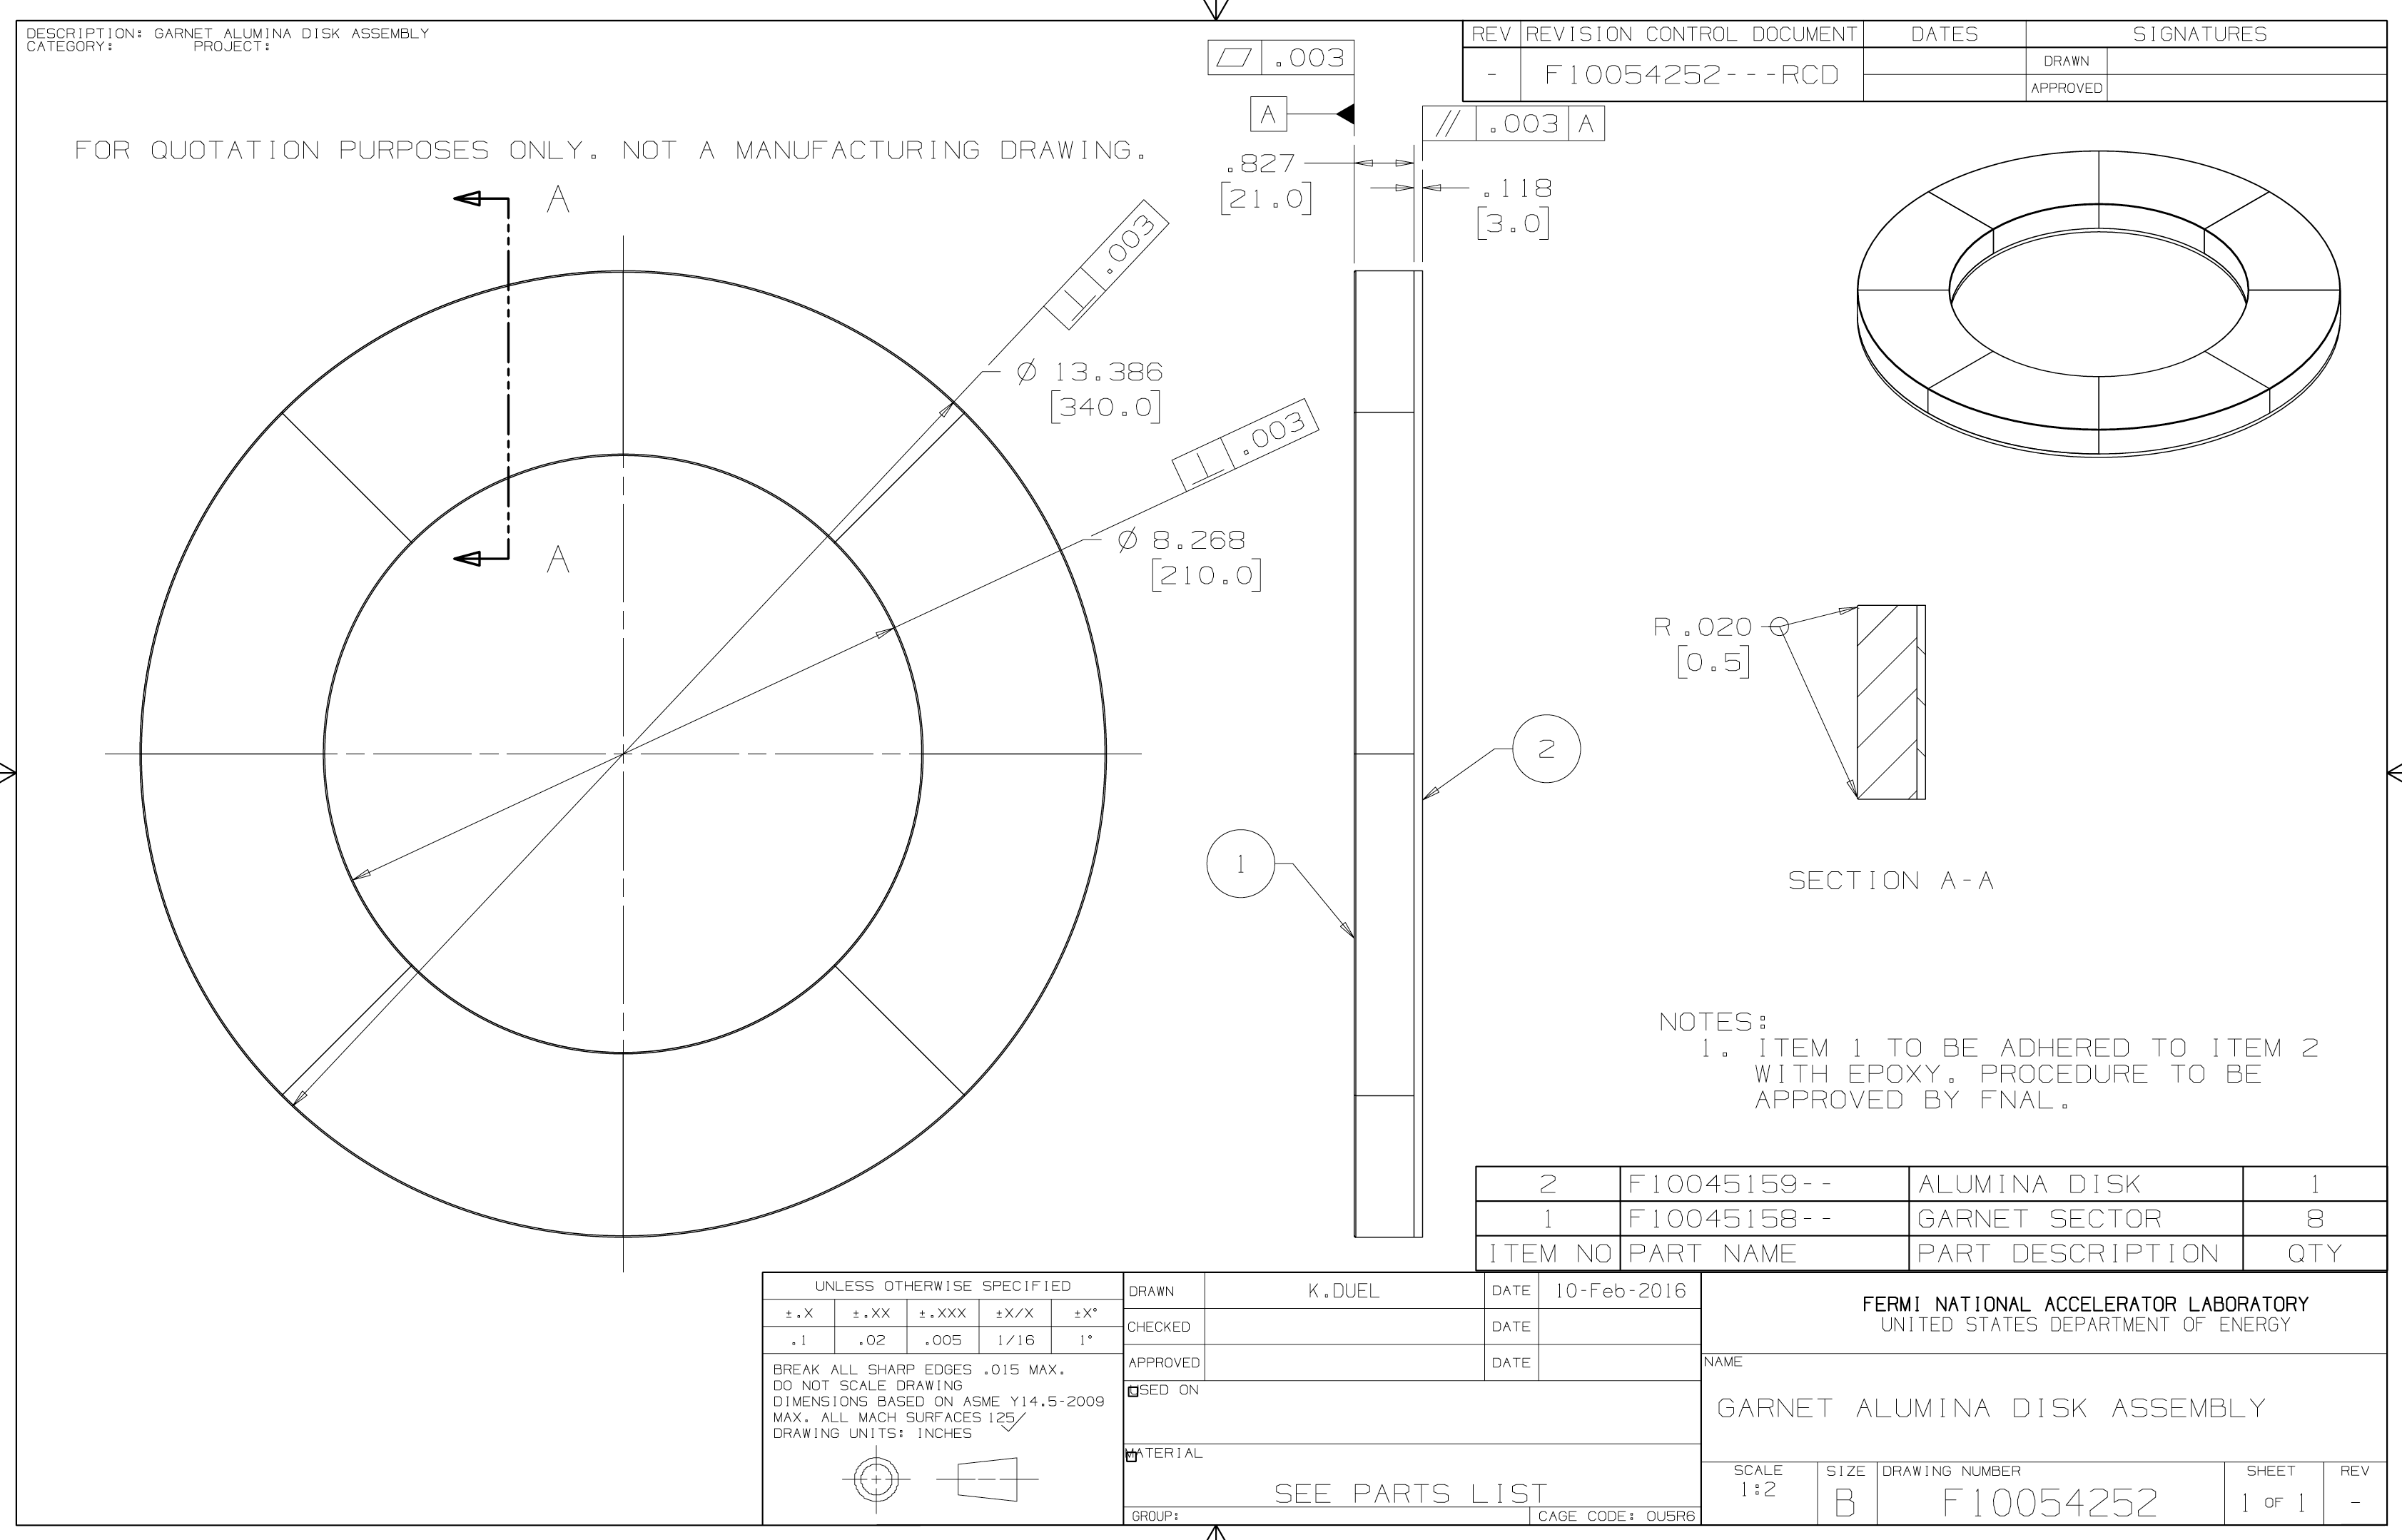 DESCRIPTION: GARNET ALUMINA DISK ASSEMBLY
CATEGORY: PROJECT:
REV REVISION CONTROL DOCUMENT DATES SIGNATURES
- F10054252---RCD DRAWN
APPROVED
FOR QUOTATION PURPOSES ONLY. NOT A MANUFACTURING DRAWING.
.003
A
// .003 A
.827
[21.0]
.118
[3.0]
A
A
⊥ .003
Ø 13.386
[340.0]
⊥ .003
Ø 8.268
[210.0]
R.020
[0.5]
2
1
SECTION A-A
NOTES:
1. ITEM 1 TO BE ADHERED TO ITEM 2
WITH EPOXY. PROCEDURE TO BE
APPROVED BY FNAL.
2 F10045159-- ALUMINA DISK 1
1 F10045158-- GARNET SECTOR 8
ITEM NO PART NAME PART DESCRIPTION QTY
UNLESS OTHERWISE SPECIFIED
±.X ±.XX ±.XXX ±X/X ±X°
.1 .02 .005 1/16 1°
BREAK ALL SHARP EDGES .015 MAX.
DO NOT SCALE DRAWING
DIMENSIONS BASED ON ASME Y14.5-2009
MAX. ALL MACH SURFACES 125
DRAWING UNITS: INCHES
DRAWN K.DUEL DATE 10-Feb-2016
CHECKED DATE
APPROVED DATE
USED ON
MATERIAL
SEE PARTS LIST
GROUP: CAGE CODE: OU5R6
FERMI NATIONAL ACCELERATOR LABORATORY
UNITED STATES DEPARTMENT OF ENERGY
NAME
GARNET ALUMINA DISK ASSEMBLY
SCALE SIZE DRAWING NUMBER SHEET REV
1:2 B F10054252 1 OF 1 -